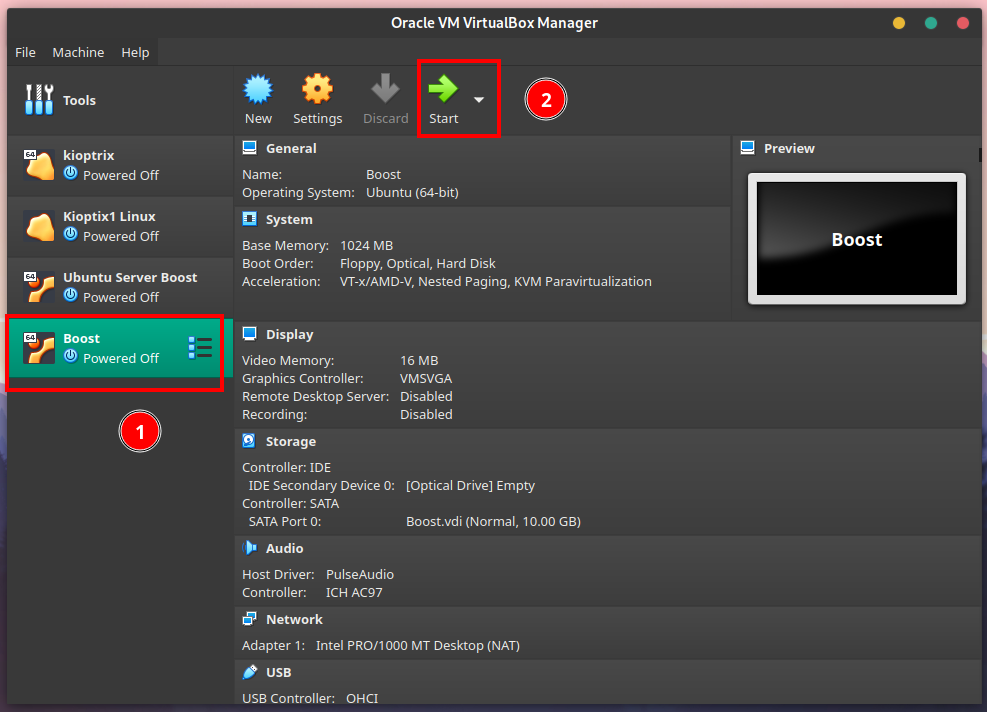 Oracle VM VirtualBox Manager
File Machine Help
Tools
New Settings Discard Start
2
64
kioptrix
Powered Off
Kioptix1 Linux
Powered Off
64
Ubuntu Server Boost
Powered Off
64
Boost
Powered Off
1
General
Name: Boost
Operating System: Ubuntu (64-bit)
System
Base Memory: 1024 MB
Boot Order: Floppy, Optical, Hard Disk
Acceleration: VT-x/AMD-V, Nested Paging, KVM Paravirtualization
Preview
Boost
Display
Video Memory: 16 MB
Graphics Controller: VMSVGA
Remote Desktop Server: Disabled
Recording: Disabled
Storage
Controller: IDE
IDE Secondary Device 0: [Optical Drive] Empty
Controller: SATA
SATA Port 0: Boost.vdi (Normal, 10.00 GB)
Audio
Host Driver: PulseAudio
Controller: ICH AC97
Network
Adapter 1: Intel PRO/1000 MT Desktop (NAT)
USB
USB Controller: OHCI